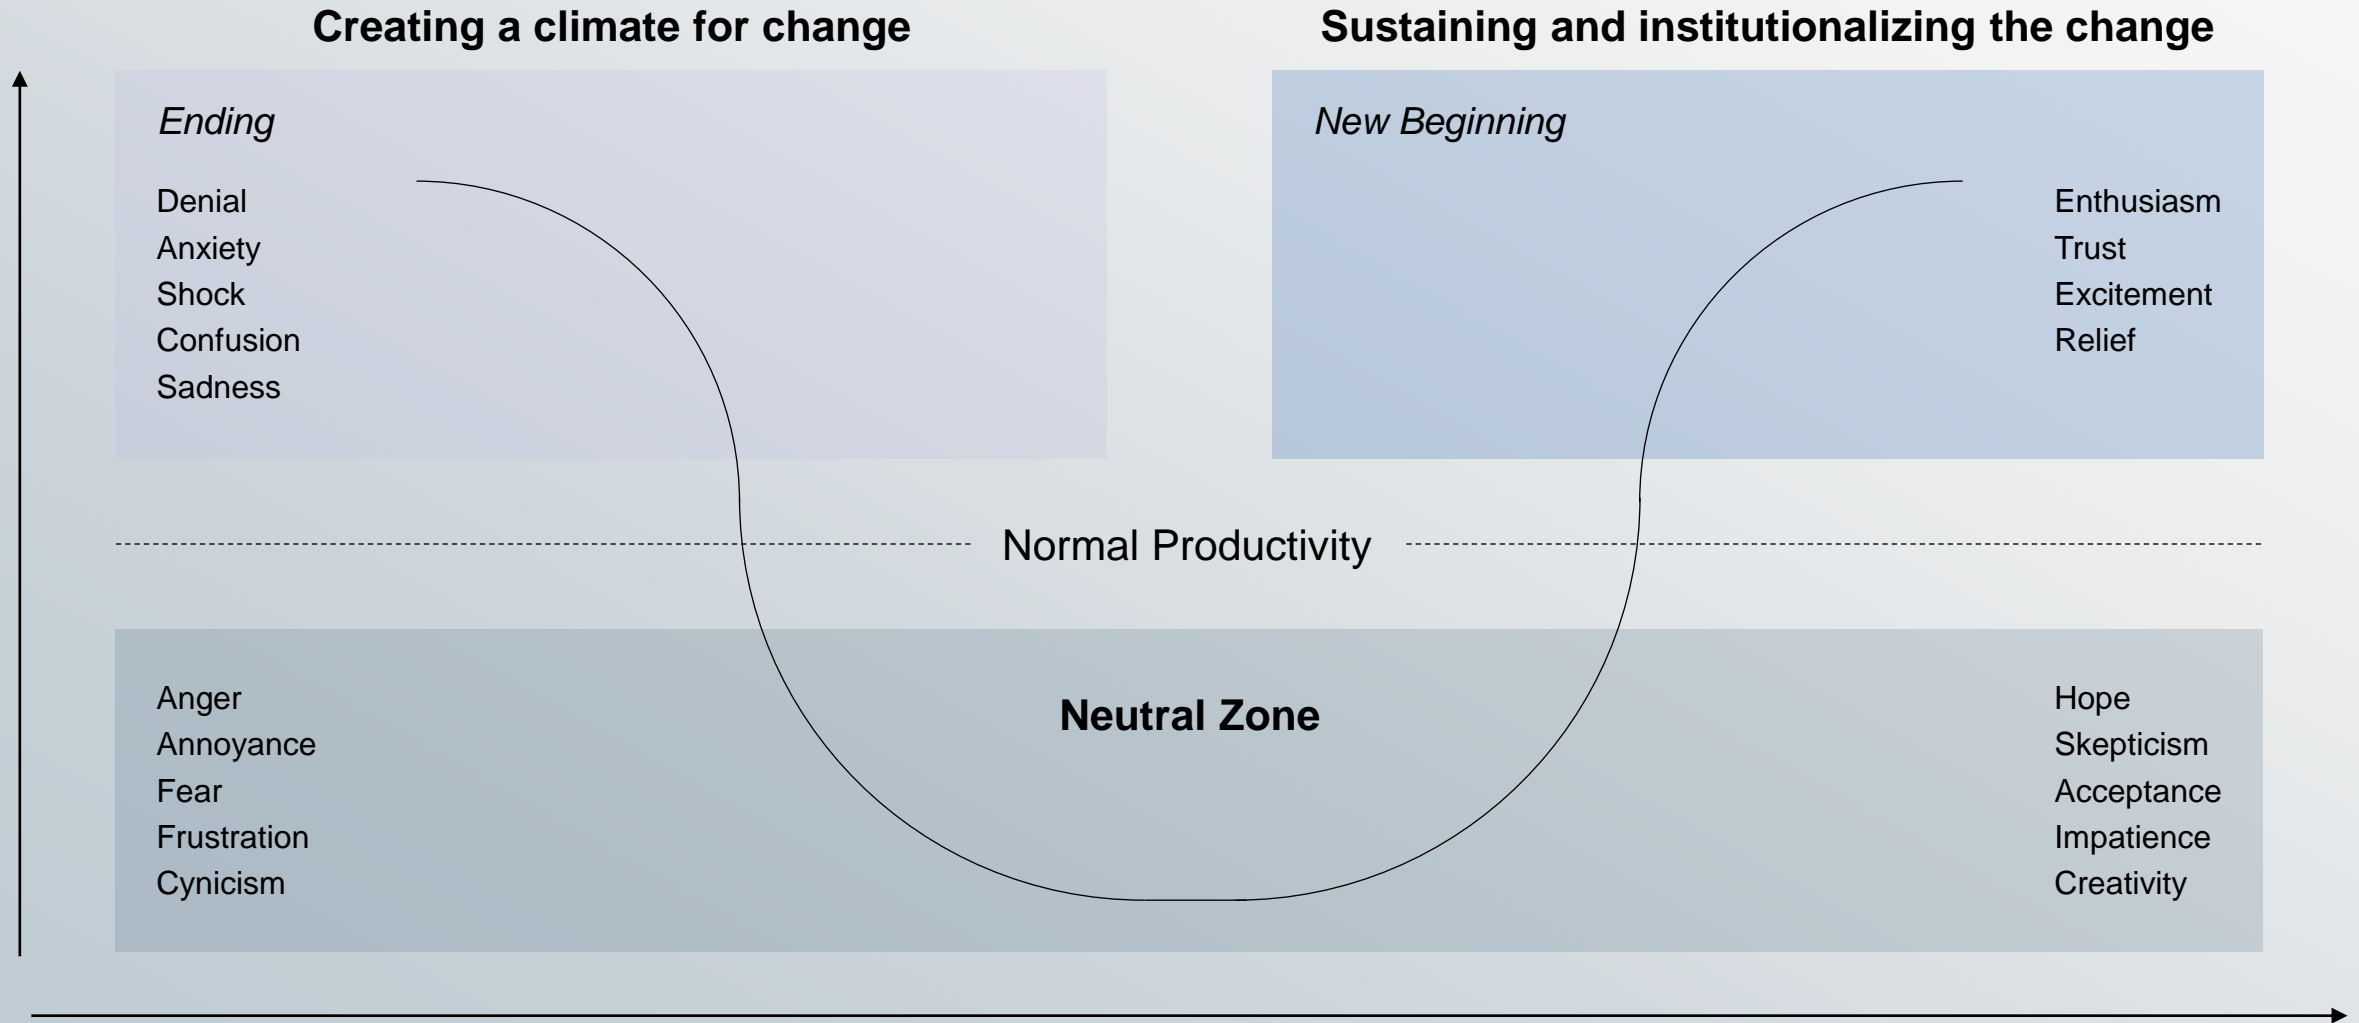 Creating a climate for change
Sustaining and institutionalizing the change
Ending
Denial
Anxiety
Shock
Confusion
Sadness
New Beginning
Enthusiasm
Trust
Excitement
Relief
Normal Productivity
Anger
Annoyance
Fear
Frustration
Cynicism
Neutral Zone
Hope
Skepticism
Acceptance
Impatience
Creativity